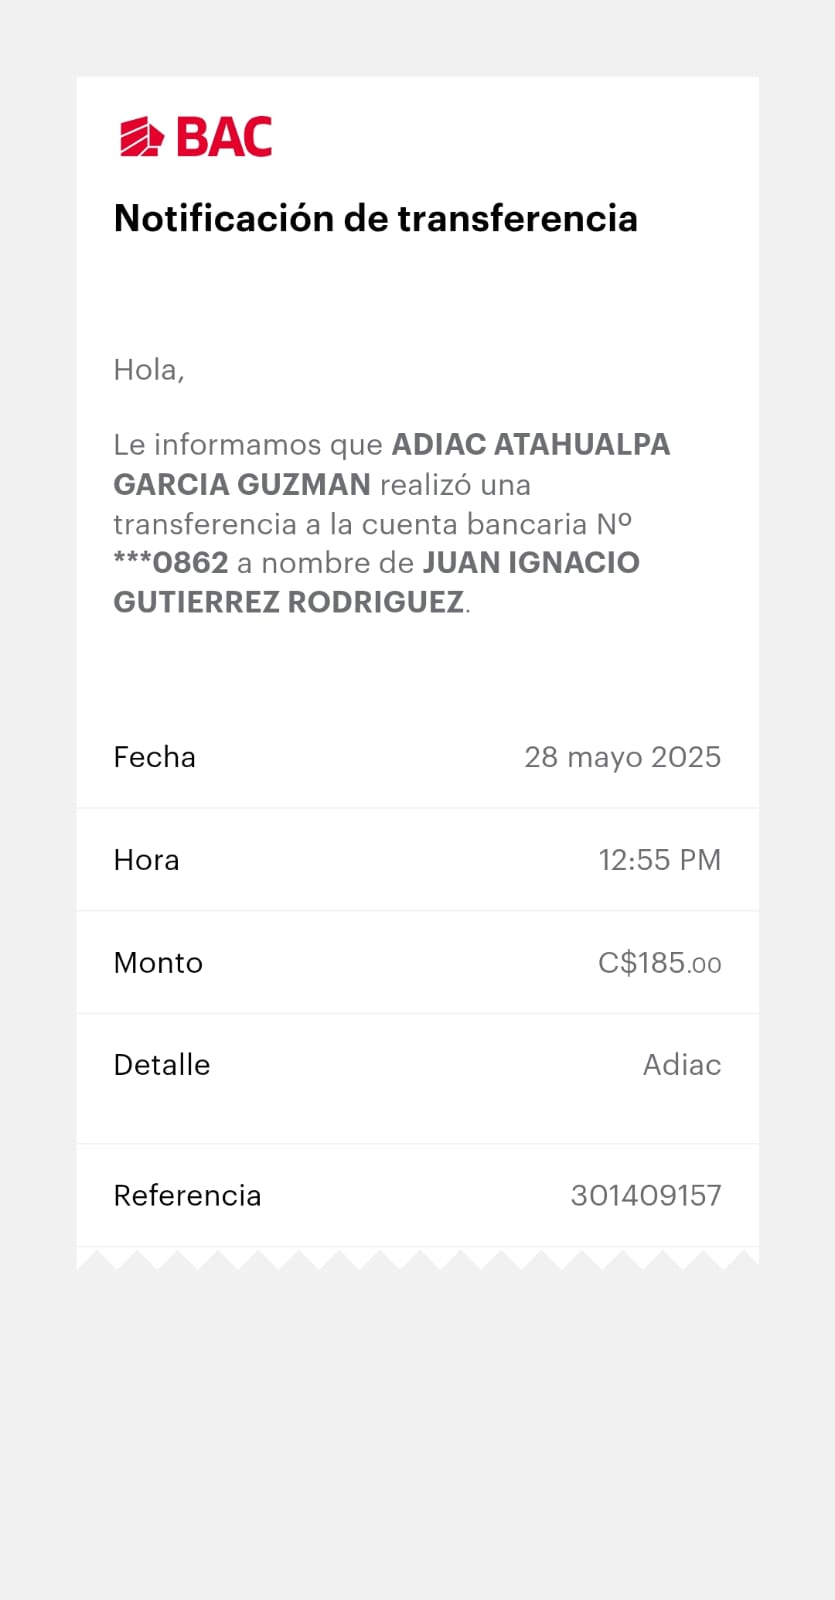 BAC
Notificación de transferencia
Hola,
Le informamos que ADIAC ATAHUALPA
GARCIA GUZMAN realizó una
transferencia a la cuenta bancaria Nº
***0862 a nombre de JUAN IGNACIO
GUTIERREZ RODRIGUEZ.
Fecha 28 mayo 2025
Hora 12:55 PM
Monto C$185.00
Detalle Adiac
Referencia 301409157